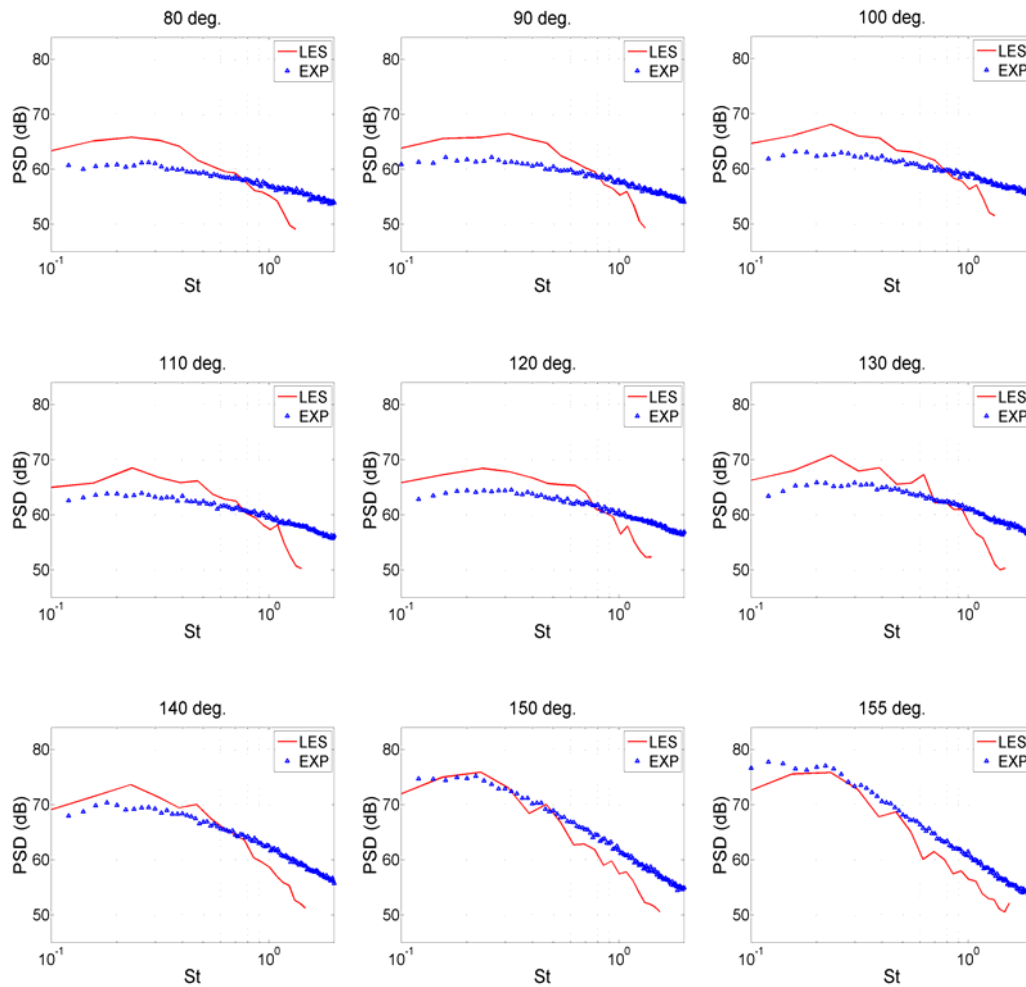 80 deg.
90 deg.
100 deg.
PSD (dB)
80
70
60
50
LES
EXP
10^-1
10^0
St
PSD (dB)
80
70
60
50
LES
EXP
10^-1
10^0
St
PSD (dB)
80
70
60
50
LES
EXP
10^-1
10^0
St
110 deg.
120 deg.
130 deg.
PSD (dB)
80
70
60
50
LES
EXP
10^-1
10^0
St
PSD (dB)
80
70
60
50
LES
EXP
10^-1
10^0
St
PSD (dB)
80
70
60
50
LES
EXP
10^-1
10^0
St
140 deg.
150 deg.
155 deg.
PSD (dB)
80
70
60
50
LES
EXP
10^-1
10^0
St
PSD (dB)
80
70
60
50
LES
EXP
10^-1
10^0
St
PSD (dB)
80
70
60
50
LES
EXP
10^-1
10^0
St